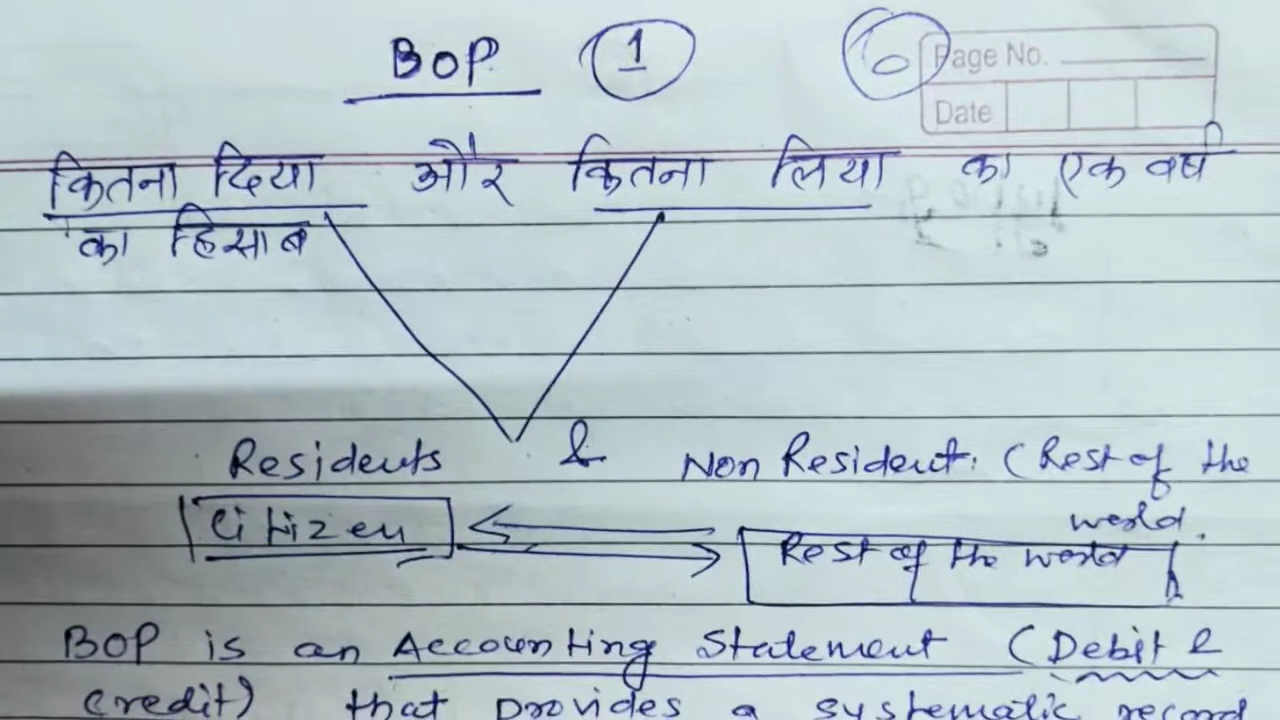 BOP 1 6
Page No.
Date
कितना दिया और कितना लिया का एक वर्ष
का हिसाब
Residents & Non Resident. (Rest of the
world.
Citizen
Rest of the world
BOP is an Accounting Statement (Debit &
credit) that provides a systematic record